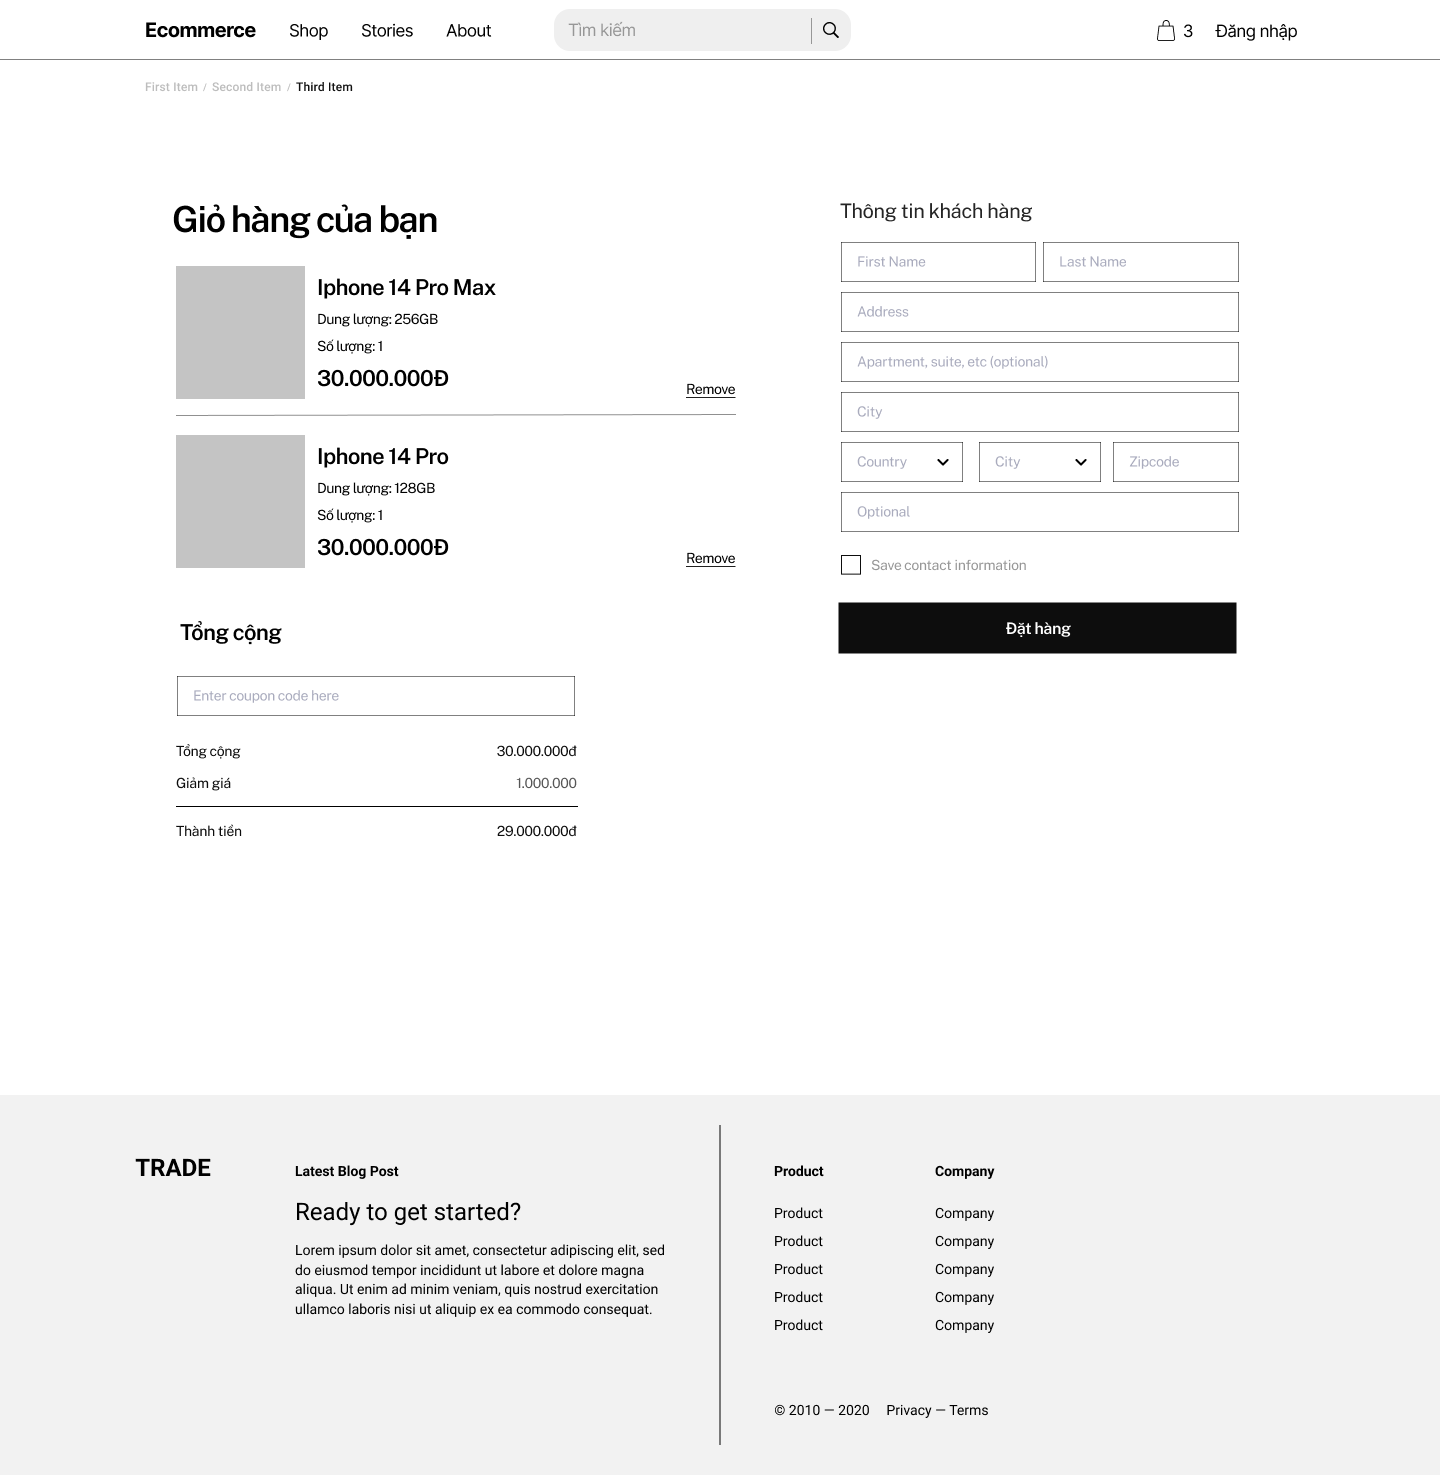 Ecommerce Shop Stories About Tìm kiếm 3 Đăng nhập
First Item / Second Item / Third Item
Giỏ hàng của bạn
Iphone 14 Pro Max
Dung lượng: 256GB
Số lượng: 1
30.000.000Đ
Remove
Iphone 14 Pro
Dung lượng: 128GB
Số lượng: 1
30.000.000Đ
Remove
Tổng cộng
Enter coupon code here
Tổng cộng 30.000.000đ
Giảm giá 1.000.000
Thành tiền 29.000.000đ
Thông tin khách hàng
First Name Last Name
Address
Apartment, suite, etc (optional)
City
Country City Zipcode
Optional
Save contact information
Đặt hàng
TRADE
Latest Blog Post
Ready to get started?
Lorem ipsum dolor sit amet, consectetur adipiscing elit, sed
do eiusmod tempor incididunt ut labore et dolore magna
aliqua. Ut enim ad minim veniam, quis nostrud exercitation
ullamco laboris nisi ut aliquip ex ea commodo consequat.
Product
Product
Product
Product
Product
Product
Company
Company
Company
Company
Company
Company
© 2010 — 2020 Privacy — Terms